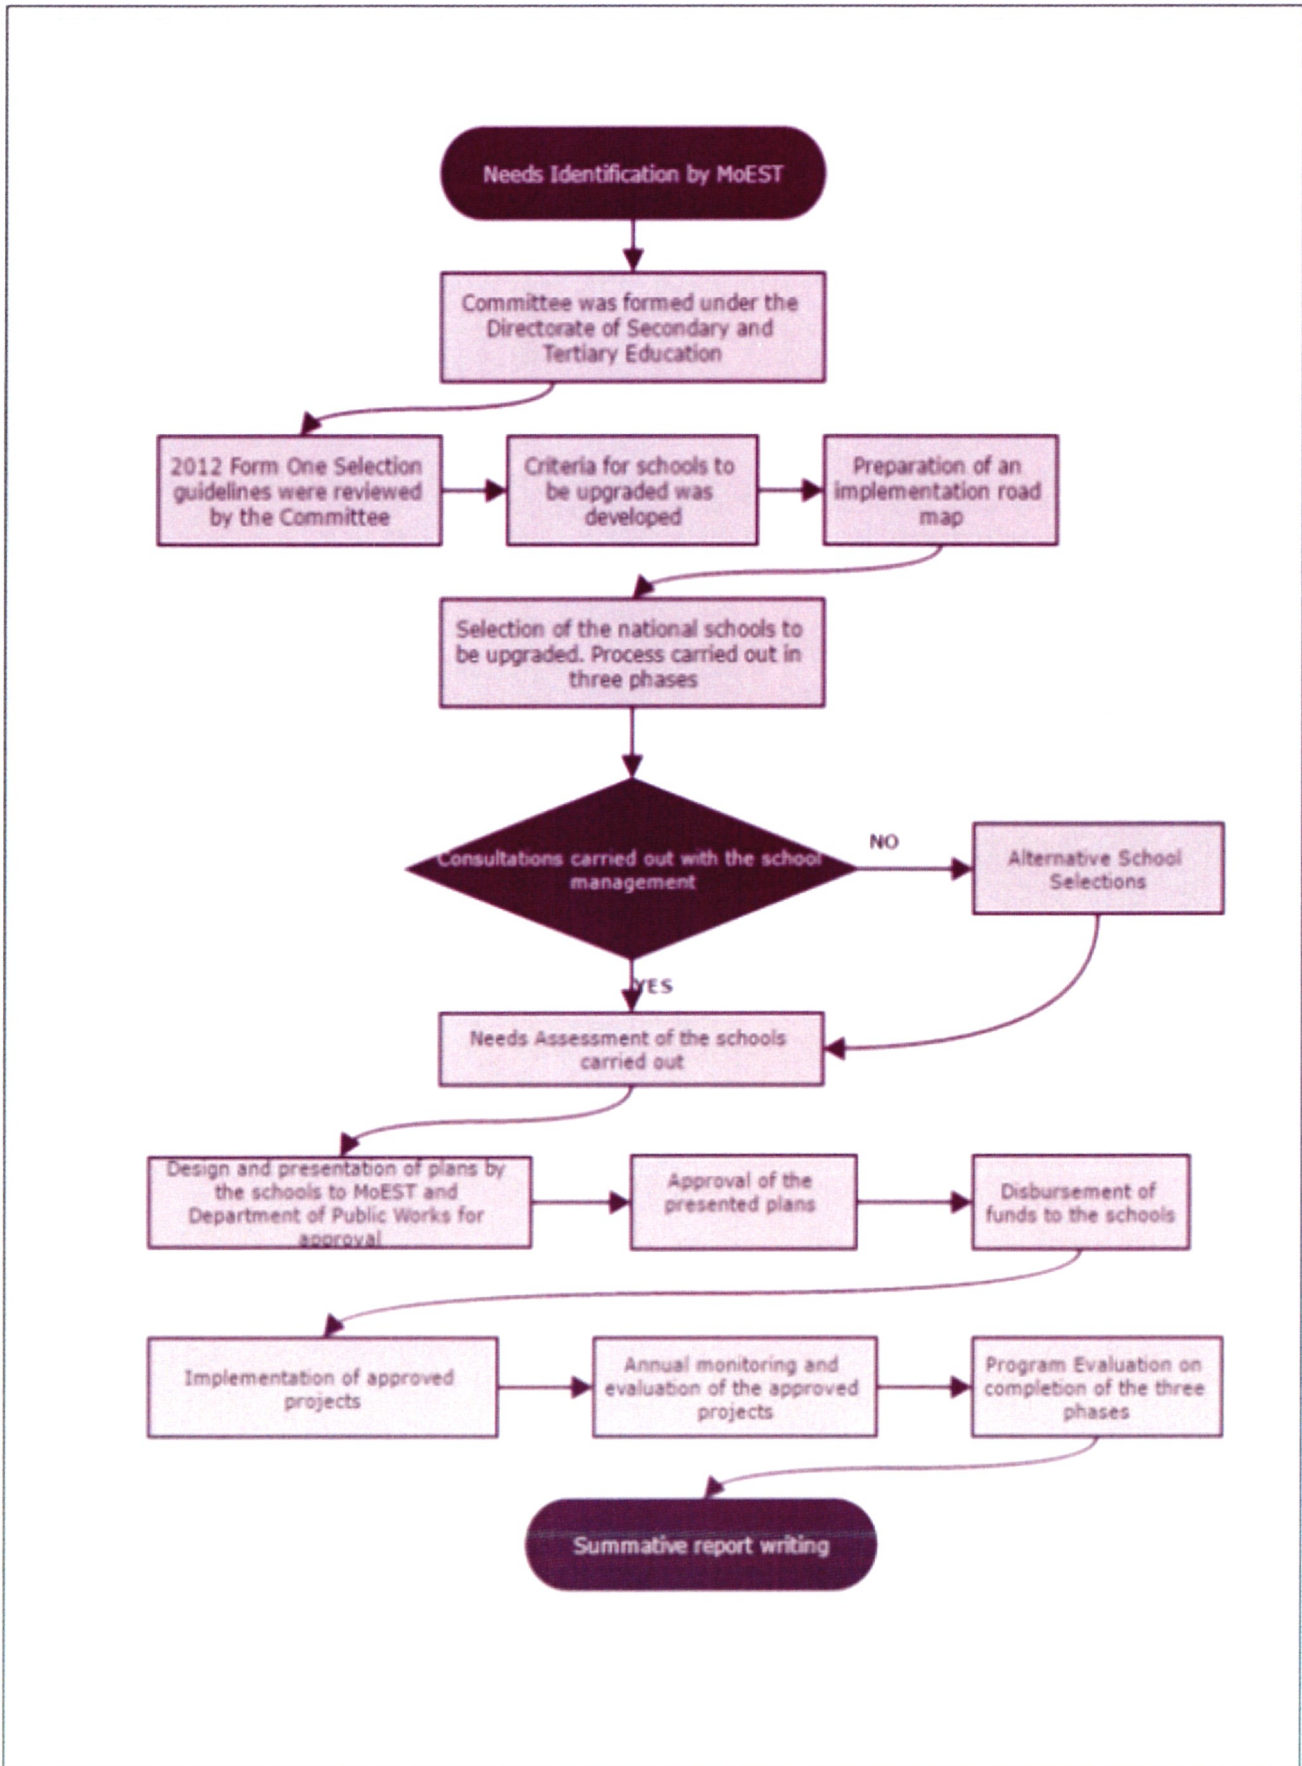 Needs Identification by MoEST
Committee was formed under the
Directorate of Secondary and
Tertiary Education
2012 Form One Selection
guidelines were reviewed
by the Committee
Criteria for schools to
be upgraded was
developed
Preparation of an
implementation road
map
Selection of the national schools to
be upgraded. Process carried out in
three phases
Consultations carried out with the school
management
NO
Alternative School
Selections
YES
Needs Assessment of the schools
carried out
Design and presentation of plans by
the schools to MoEST and
Department of Public Works for
approval
Approval of the
presented plans
Disbursement of
funds to the schools
Implementation of approved
projects
Annual monitoring and
evaluation of the approved
projects
Program Evaluation on
completion of the three
phases
Summative report writing